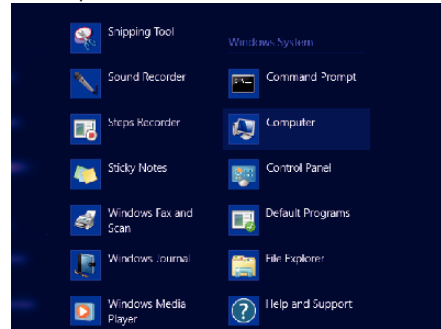 Snipping Tool
Sound Recorder
Steps Recorder
Sticky Notes
Windows Fax and
Scan
Windows Journal
Windows Media
Player
Windows System
Command Prompt
Computer
Control Panel
Default Programs
File Explorer
Help and Support